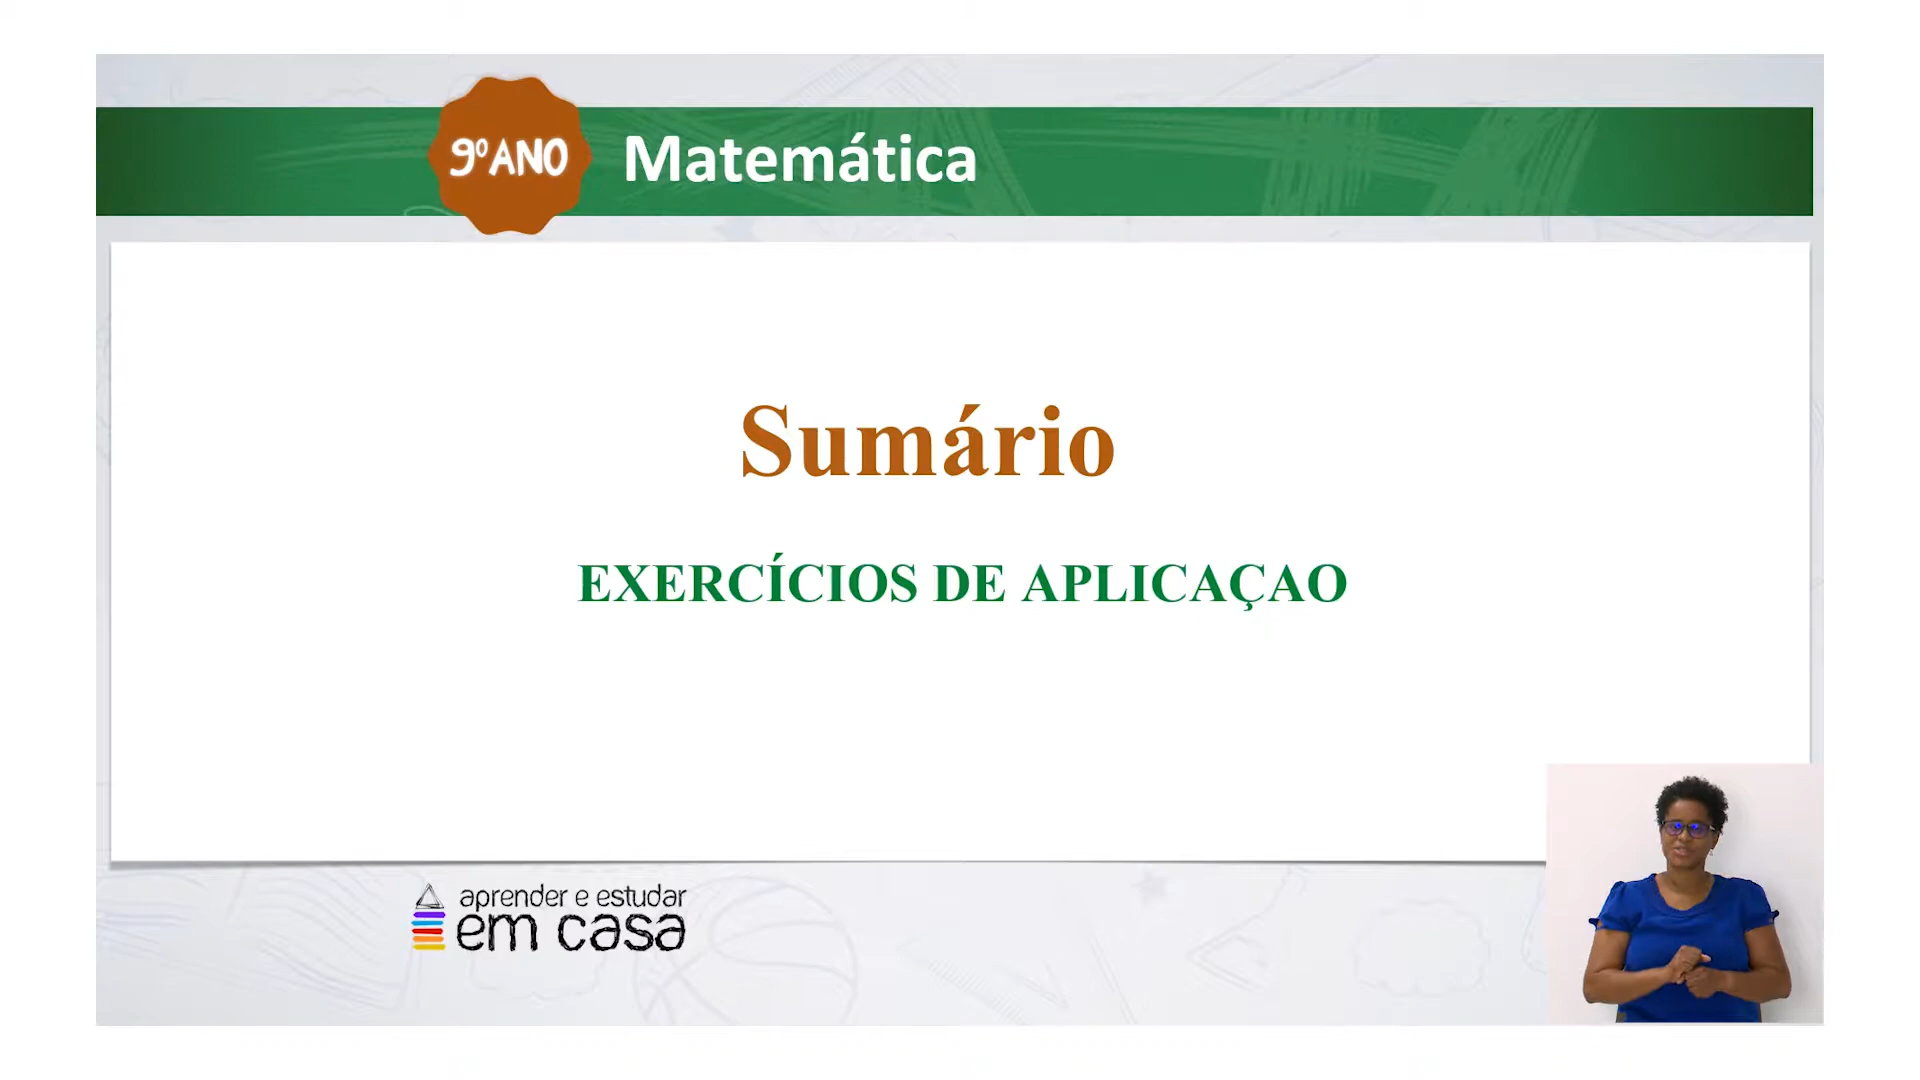 9ºANO
Matemática
Sumário
EXERCÍCIOS DE APLICAÇAO
aprender e estudar
em casa